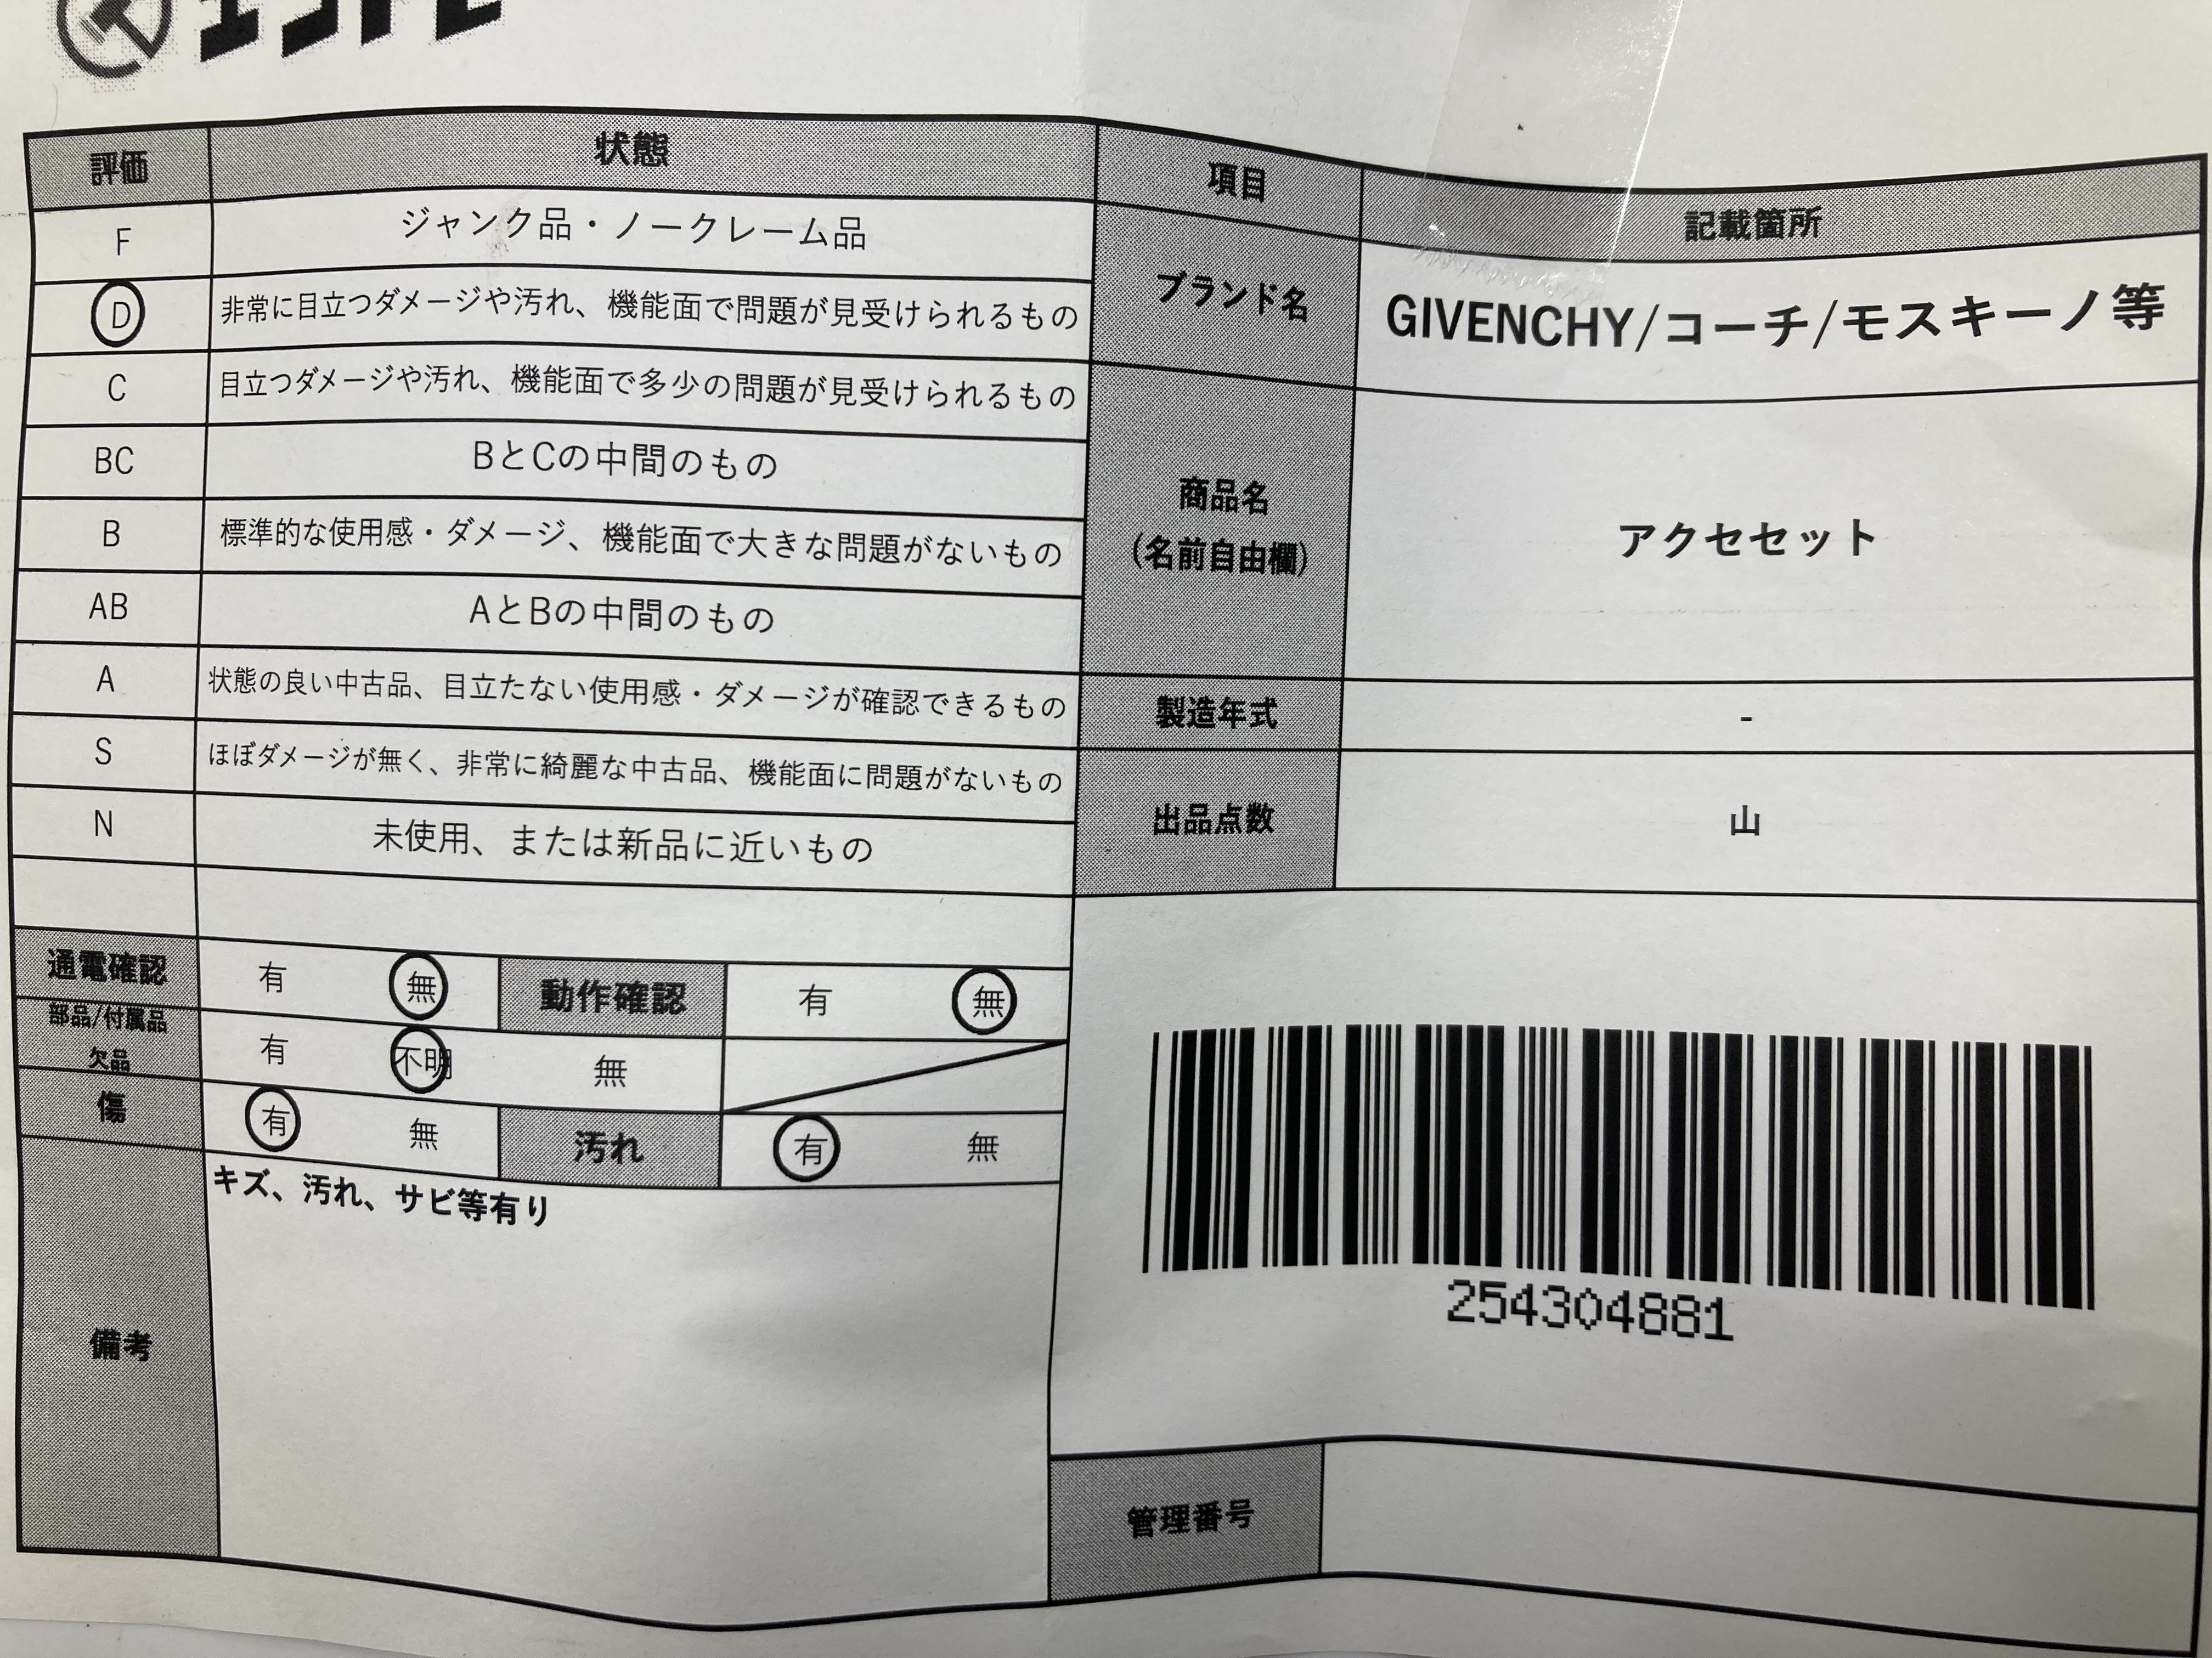 評価 状態 項目 記載箇所
F ジャンク品・ノークレーム品
D 非常に目立つダメージや汚れ、機能面で問題が見受けられるもの
C 目立つダメージや汚れ、機能面で多少の問題が見受けられるもの
BC BとCの中間のもの
B 標準的な使用感・ダメージ、機能面で大きな問題がないもの
AB AとBの中間のもの
A 状態の良い中古品、目立たない使用感・ダメージが確認できるもの
S ほぼダメージが無く、非常に綺麗な中古品、機能面に問題がないもの
N 未使用、または新品に近いもの
ブランド名 GIVENCHY/コーチ/モスキーノ等
商品名
(名前自由欄)
アクセセット
製造年式 -
出品点数 山
通電確認 有 無 動作確認 有 無
部品/付属品
欠品
有 不明 無
傷 有 無 汚れ 有 無
備考 キズ、汚れ、サビ等有り
254304881
管理番号